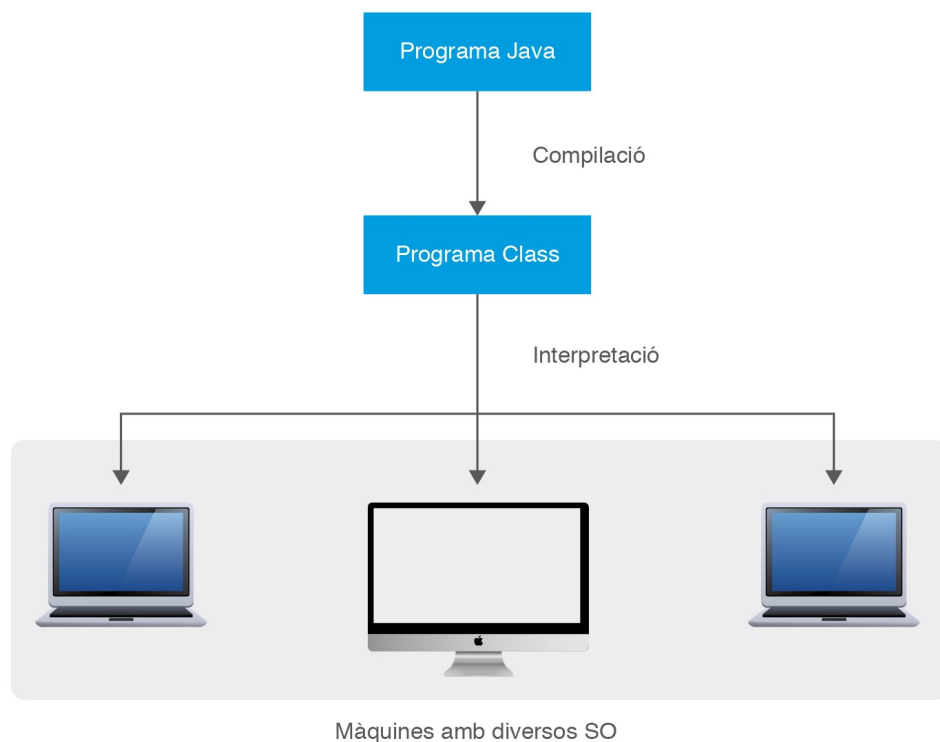 Programa Java
Compilació
Programa Class
Interpretació
Màquines amb diversos SO